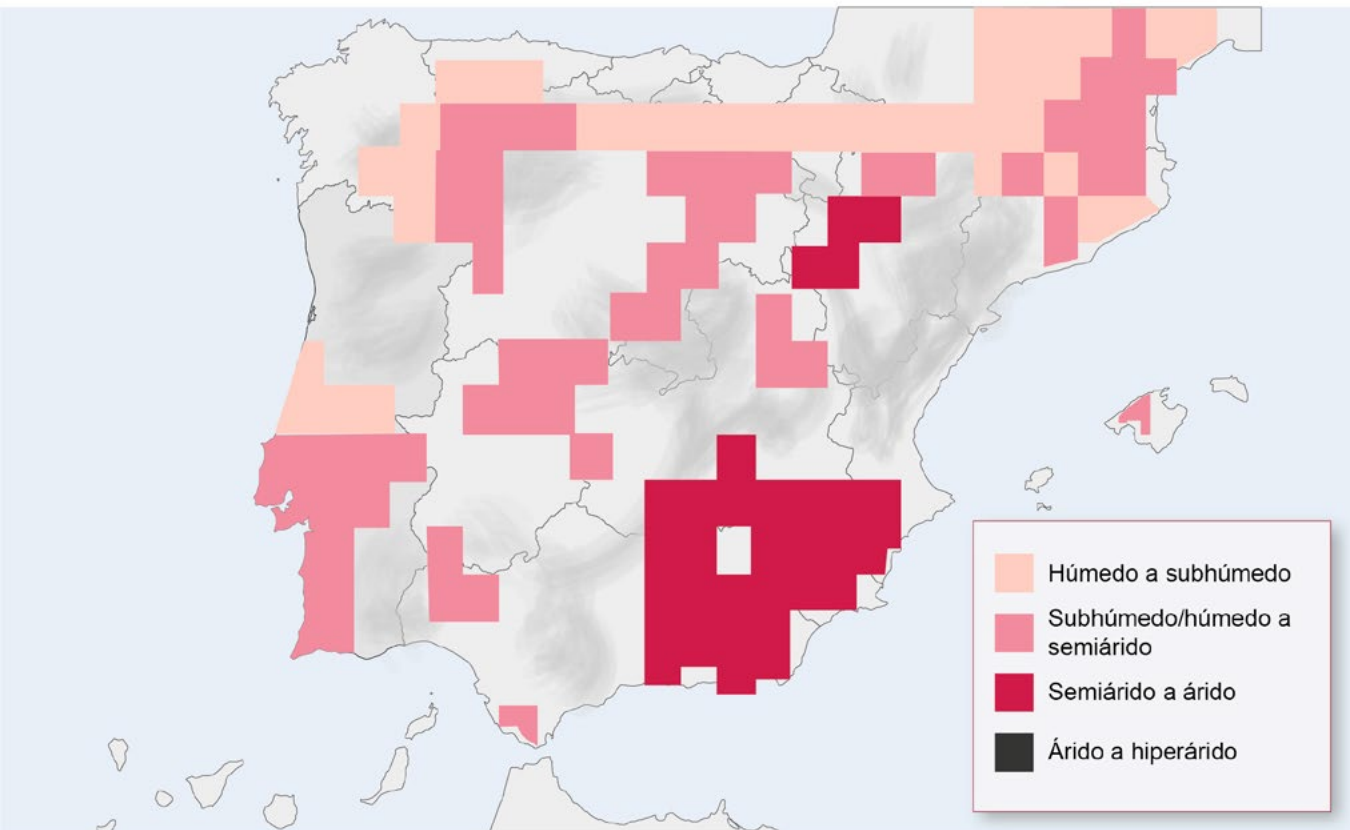 Húmedo a subhúmedo
Subhúmedo/húmedo a
semiárido
Semiárido a árido
Árido a hiperárido